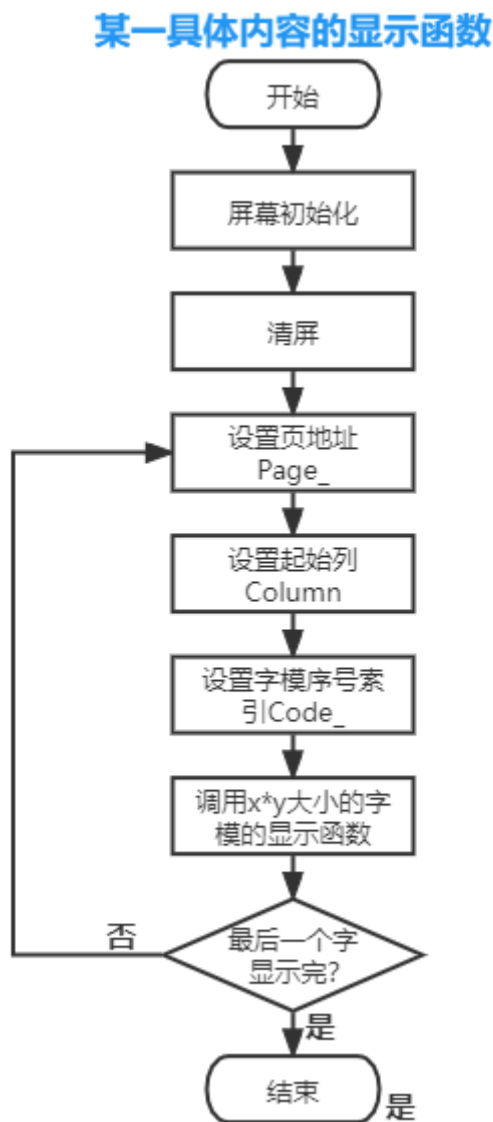 某一具体内容的显示函数
开始
屏幕初始化
清屏
设置页地址
Page_
设置起始列
Column
设置字模序号索
引Code_
调用x*y大小的字
模的显示函数
否
最后一个字
显示完?
是
结束
是